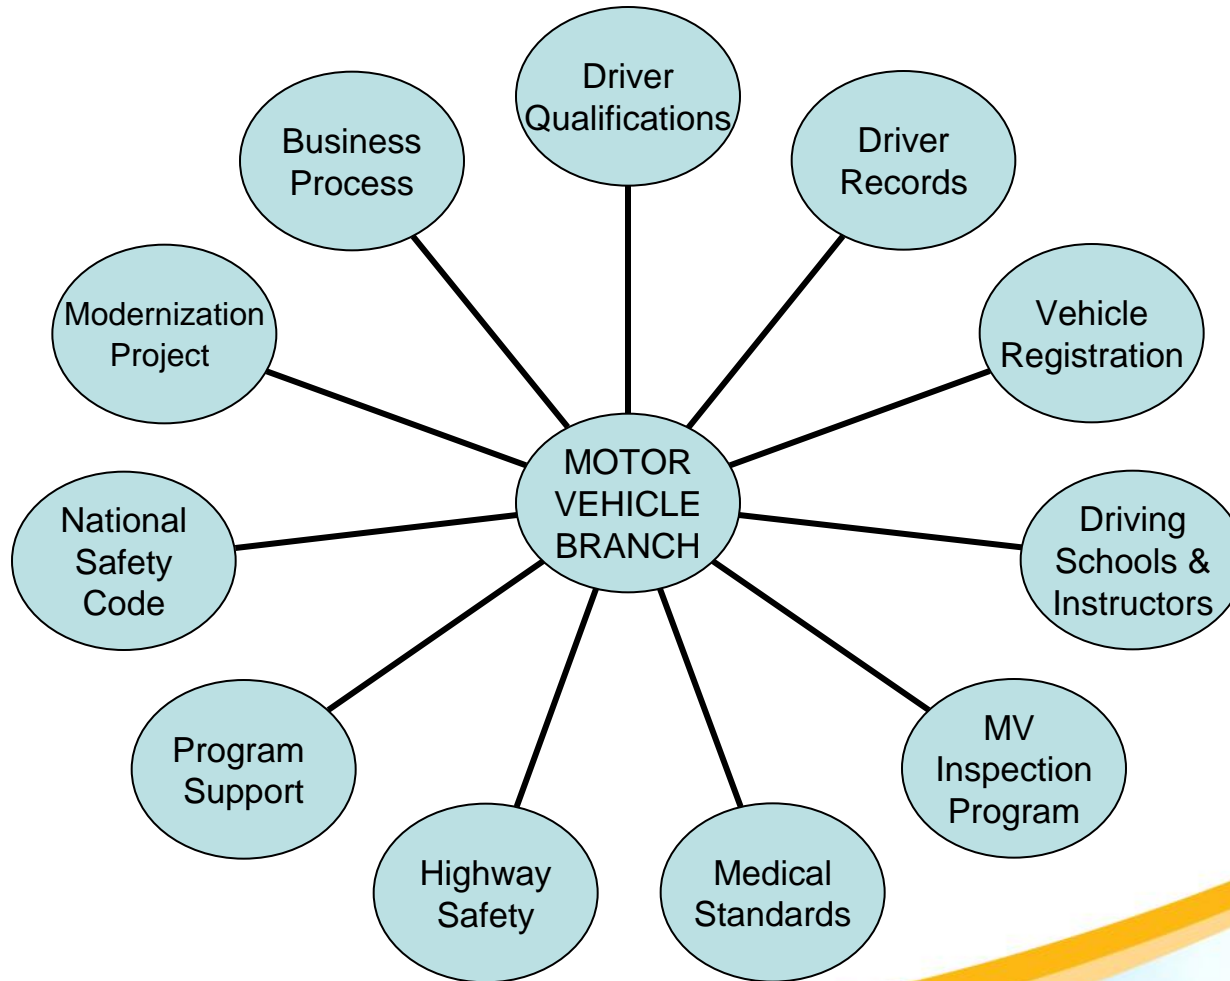 Driver
Qualifications
Driver
Records
Vehicle
Registration
Driving
Schools &
Instructors
MV
Inspection
Program
Medical
Standards
Highway
Safety
Program
Support
National
Safety
Code
Modernization
Project
Business
Process
MOTOR
VEHICLE
BRANCH